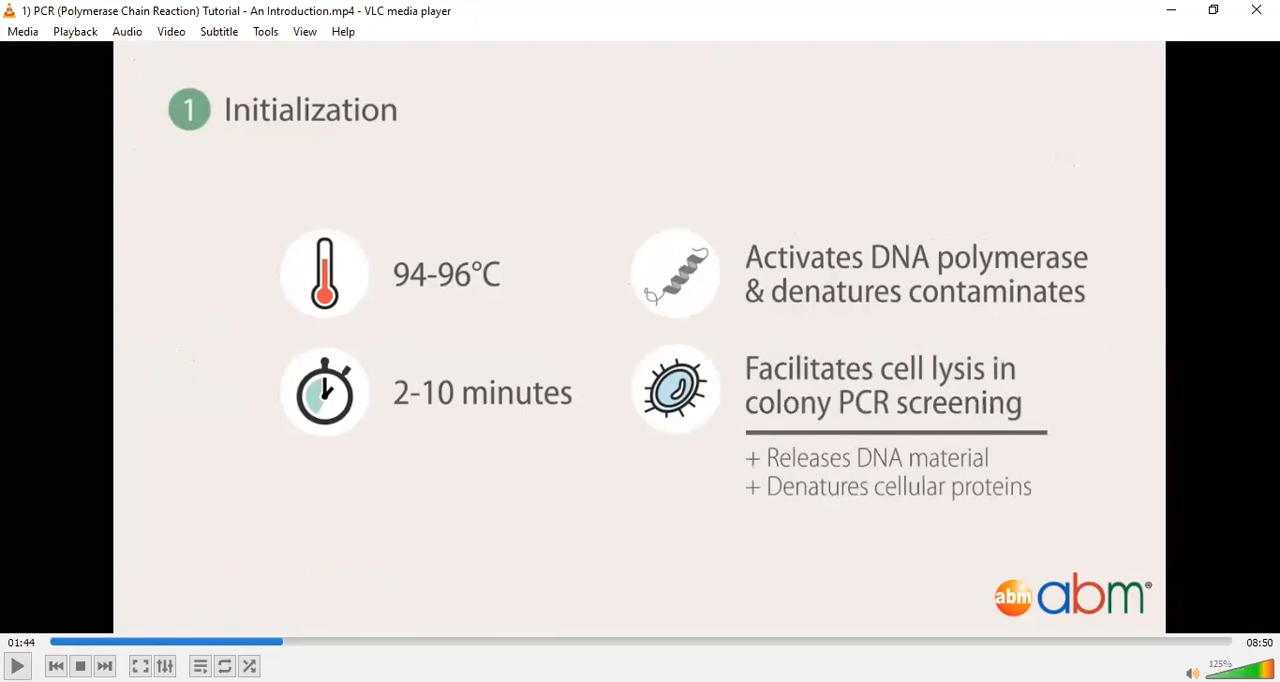 1) PCR (Polymerase Chain Reaction) Tutorial - An Introduction.mp4 - VLC media player
Media Playback Audio Video Subtitle Tools View Help
1 Initialization
94-96°C
2-10 minutes
Activates DNA polymerase
& denatures contaminates
Facilitates cell lysis in
colony PCR screening
+ Releases DNA material
+ Denatures cellular proteins
abm abm®
01:44
08:50
125%